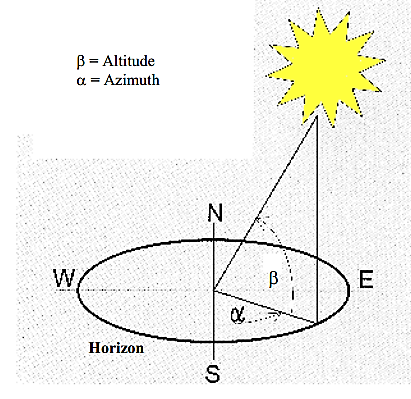 β = Altitude
α = Azimuth
N
W
E
β
α
Horizon
S